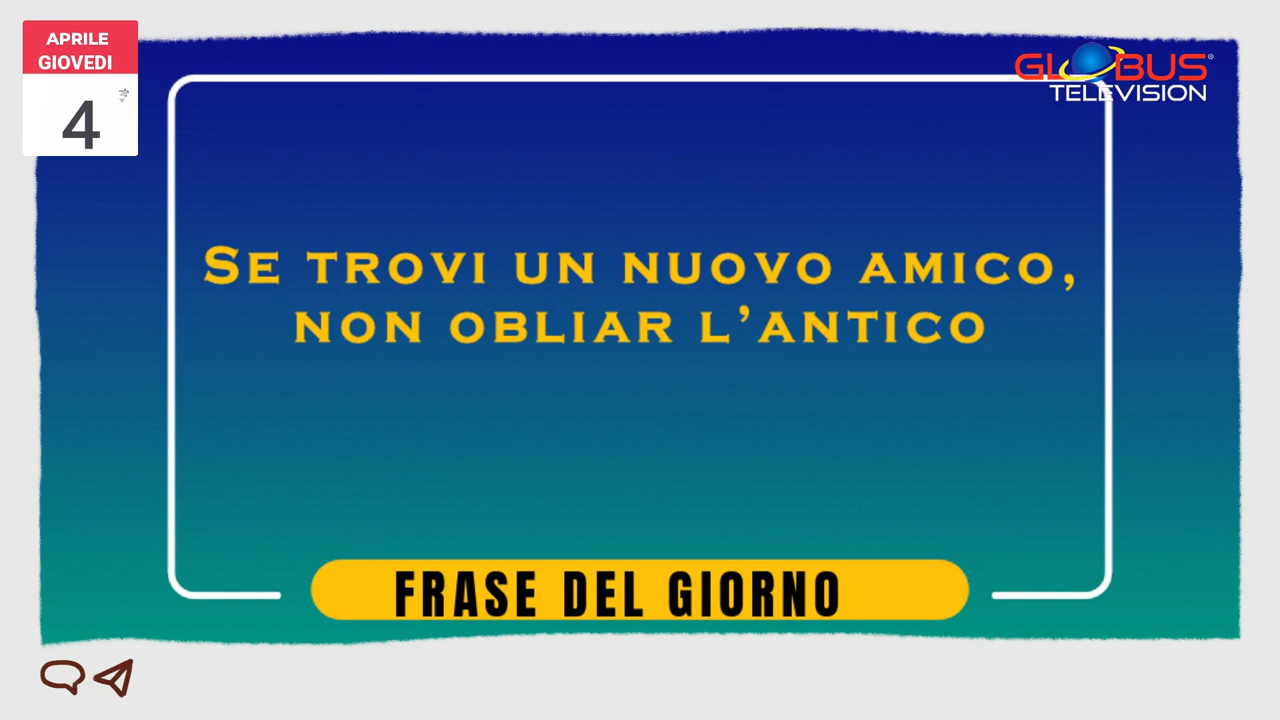 APRILE
GIOVEDI
4
GLOBUS®
TELEVISION
SE TROVI UN NUOVO AMICO,
NON OBLIAR L’ANTICO
FRASE DEL GIORNO